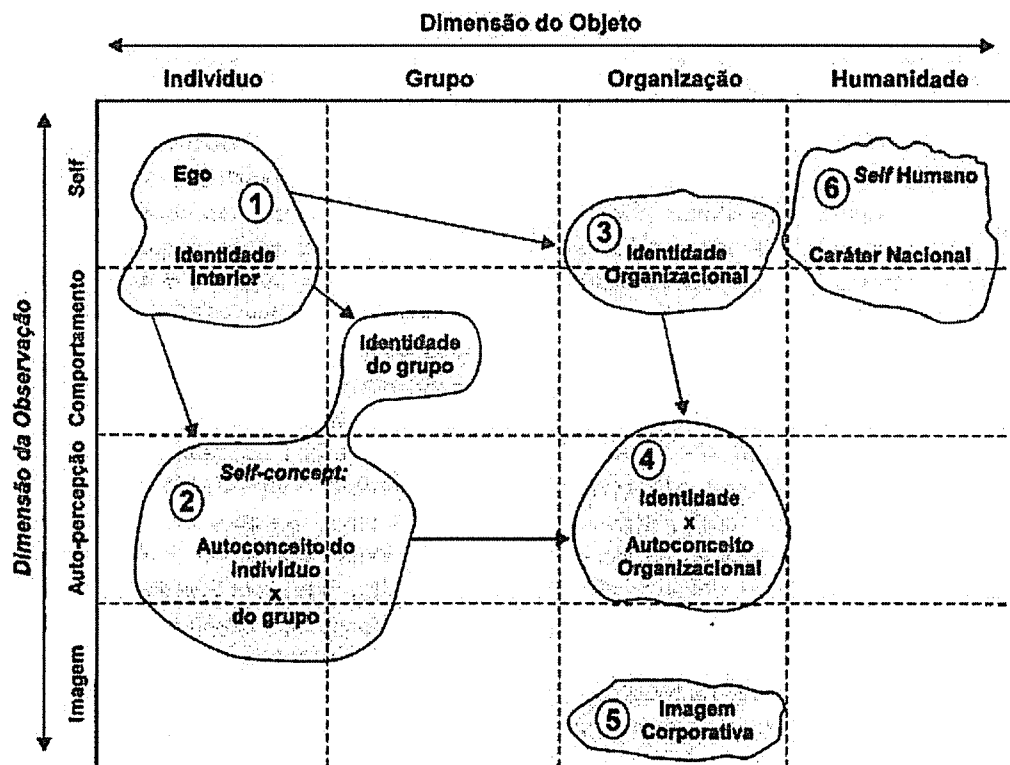 Dimensão do Objeto
Indivíduo
Grupo
Organização
Humanidade
Dimensão da Observação
Self
Comportamento
Auto-percepção
Imagem
Ego
1
Identidade
Interior
3
Identidade
Organizacional
6
Self Humano
Caráter Nacional
Identidade
do grupo
Self-concept:
2
Autoconceito do
indivíduo
x
do grupo
4
Identidade
x
Autoconceito
Organizacional
5
Imagem
Corporativa